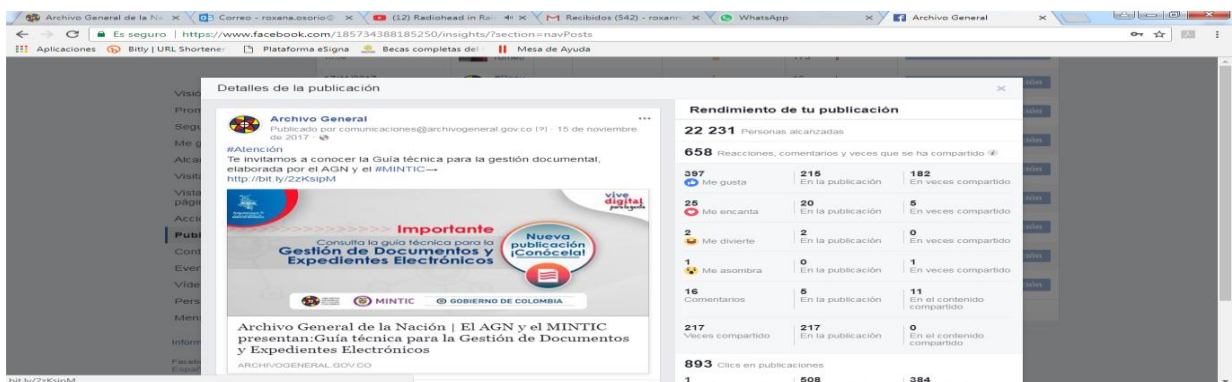 Archivo General de la Na
Correo - roxana.osorio@
(12) Radiohead in Rai
Recibidos (542) - roxann
WhatsApp
Archivo General
Es seguro | https://www.facebook.com/185734388185250/insights/?section=navPosts
Aplicaciones
Bitly | URL Shortener
Plataforma eSigna
Becas completas del
Mesa de Ayuda
Detalles de la publicación
Archivo General
Publicado por comunicaciones@archivogeneral.gov.co [?] · 15 de noviembre
de 2017 ·
#Atención
Te invitamos a conocer la Guía técnica para la gestión documental,
elaborada por el AGN y el #MINTIC→
http://bit.ly/2zKsipM
vive
digital
para la gente
>>>>>>>>>>> Importante
Consulta la guía técnica para la
Gestión de Documentos y
Expedientes Electrónicos
Nueva
publicación
¡Conócela!
MINTIC
GOBIERNO DE COLOMBIA
Archivo General de la Nación | El AGN y el MINTIC
presentan:Guía técnica para la Gestión de Documentos
y Expedientes Electrónicos
ARCHIVOGENERAL.GOV.CO
Rendimiento de tu publicación
22 231 Personas alcanzadas
658 Reacciones, comentarios y veces que se ha compartido
397 215 182
Me gusta En la publicación En veces compartido
25 20 5
Me encanta En la publicación En veces compartido
2 2 0
Me divierte En la publicación En veces compartido
1 0 1
Me asombra En la publicación En veces compartido
16 5 11
Comentarios En la publicación En el contenido
compartido
217 217 0
Veces compartido En la publicación En el contenido
compartido
893 Clics en publicaciones
1 508 384
bit.ly/2zKsipM